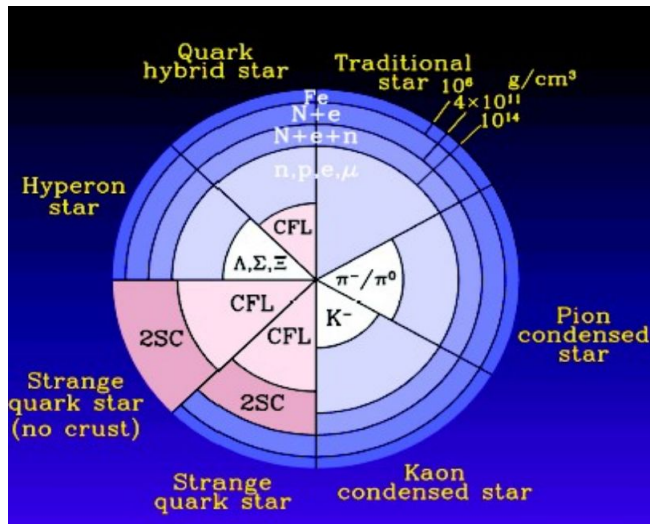 Quark
hybrid star
Traditional
star
10⁶
g/cm³
4×10¹¹
10¹⁴
Fe
N+e
N+e+n
n,p,e,μ
Hyperon
star
CFL
Λ,Σ,Ξ
π⁻/π⁰
K⁻
CFL
CFL
2SC
2SC
Pion
condensed
star
Strange
quark star
(no crust)
Strange
quark star
Kaon
condensed star